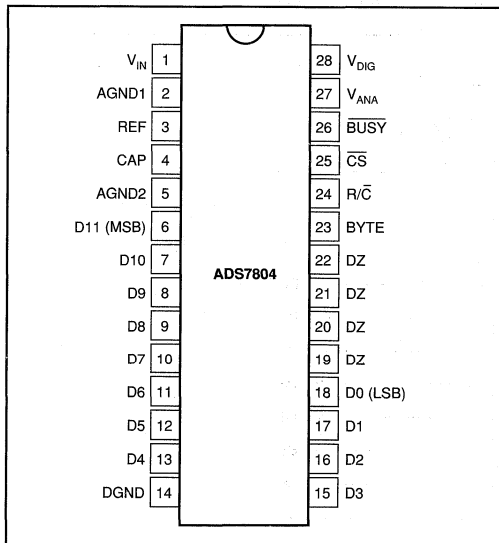 V_IN 1 28 V_DIG
AGND1 2 27 V_ANA
REF 3 26 B̅U̅S̅Y̅
CAP 4 25 C̅S̅
AGND2 5 24 R/C̅
D11 (MSB) 6 23 BYTE
D10 7 22 DZ
ADS7804
D9 8 21 DZ
D8 9 20 DZ
D7 10 19 DZ
D6 11 18 D0 (LSB)
D5 12 17 D1
D4 13 16 D2
DGND 14 15 D3